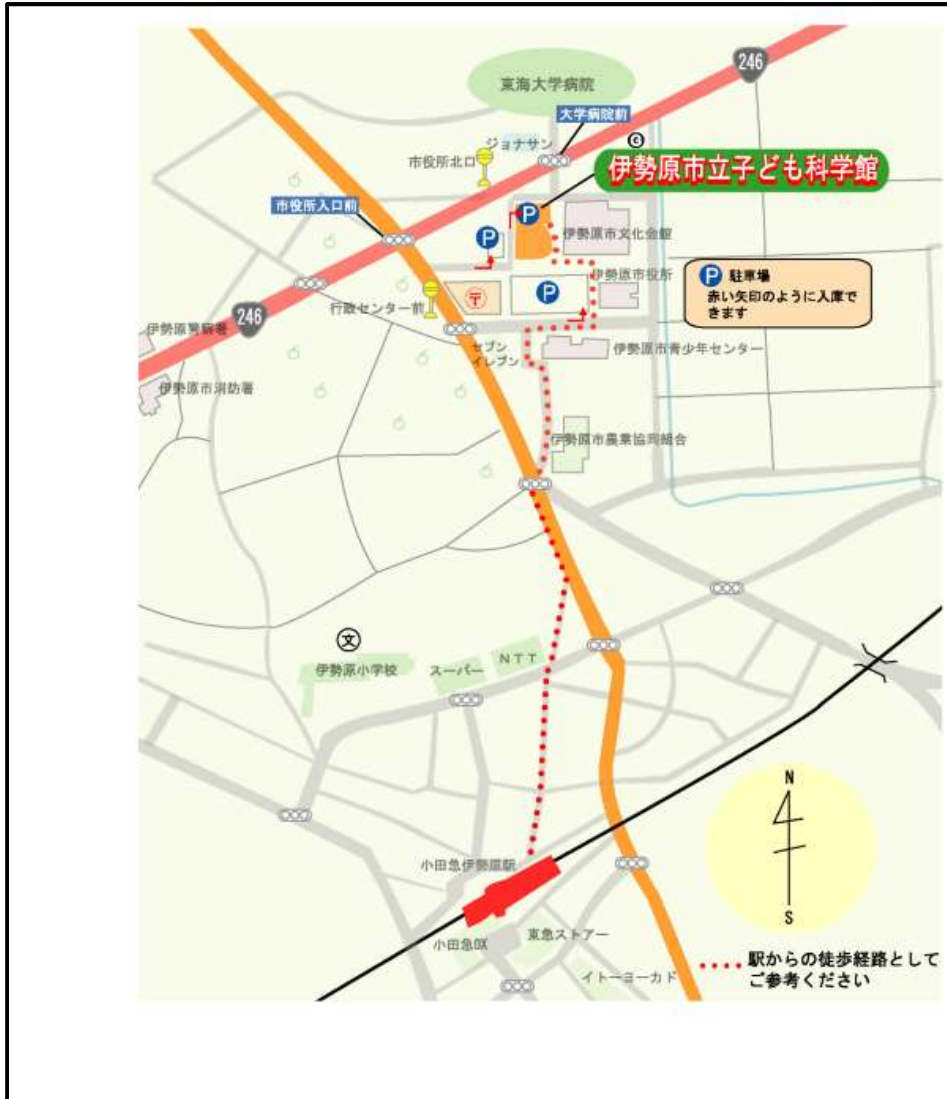 246
東海大学病院
大学病院前
ジョナサン
市役所北口
伊勢原市立子ども科学館
市役所入口前
P
P
伊勢原市文化会館
伊勢原市役所
P 駐車場
赤い矢印のように入庫で
きます
P
〒
行政センター前
246
伊勢原警察署
セブン
イレブン
伊勢原市青少年センター
伊勢原市消防署
伊勢原市農業協同組合
文
伊勢原小学校
スーパー
NTT
N
S
小田急伊勢原駅
小田急OX
東急ストアー
イトーヨーカド
駅からの徒歩経路として
ご参考ください